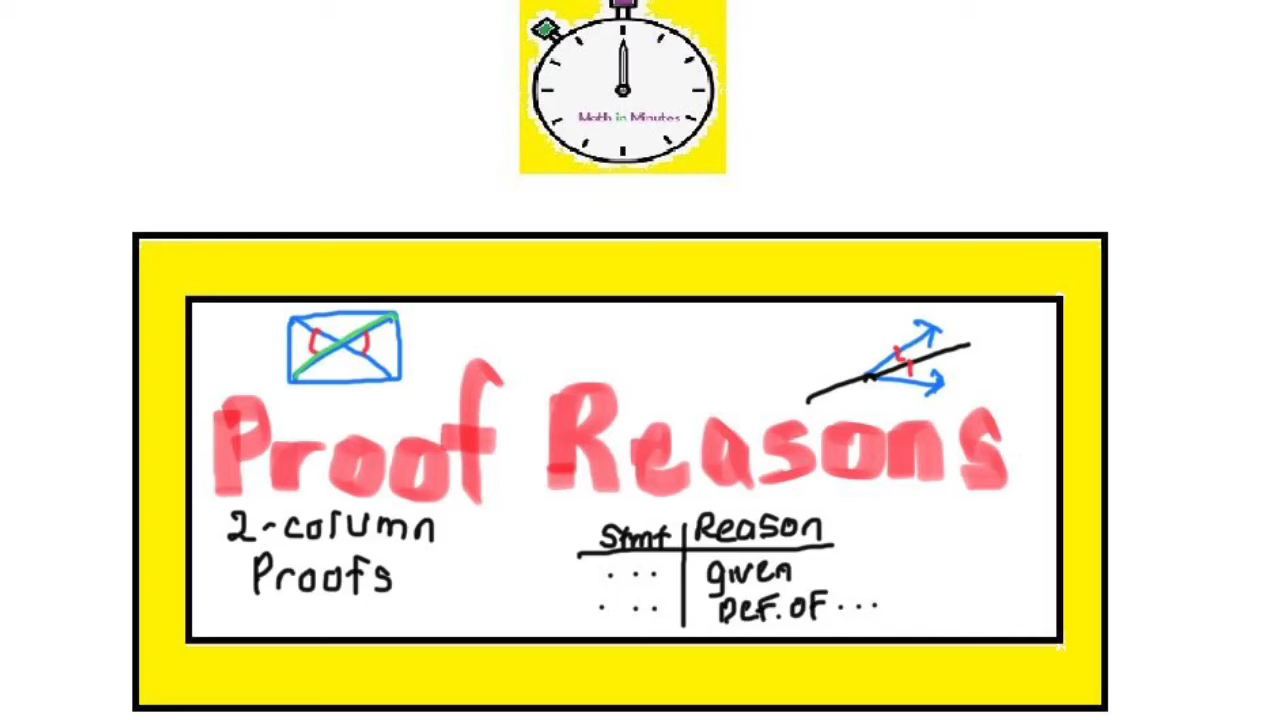 Math in Minutes
Proof Reasons
2-column
Proofs
Stmt Reason
... given
... Def. OF ...